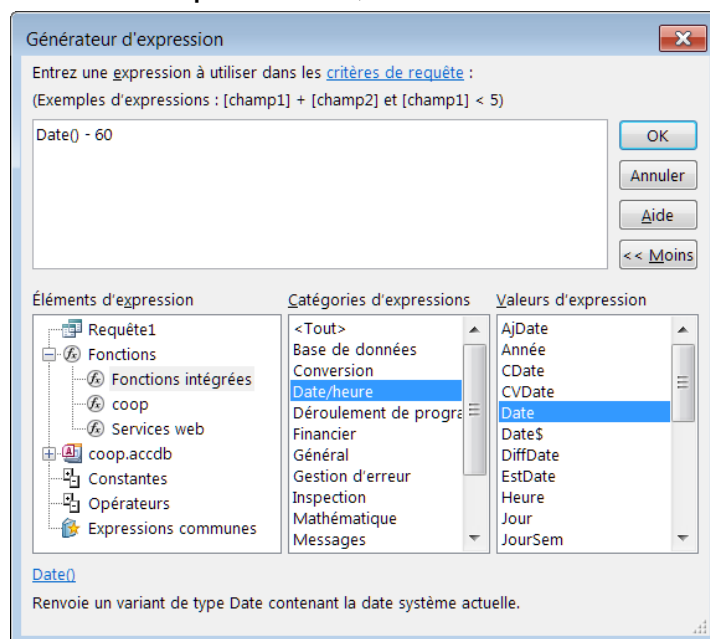 Générateur d'expression
Entrez une expression à utiliser dans les critères de requête :
(Exemples d'expressions : [champ1] + [champ2] et [champ1] < 5)
Date() - 60
OK
Annuler
Aide
<< Moins
Éléments d'expression
Requête1
Fonctions
Fonctions intégrées
coop
Services web
coop.accdb
Constantes
Opérateurs
Expressions communes
Catégories d'expressions
<Tout>
Base de données
Conversion
Date/heure
Déroulement de progra
Financier
Général
Gestion d'erreur
Inspection
Mathématique
Messages
Valeurs d'expression
AjDate
Année
CDate
CVDate
Date
Date$
DiffDate
EstDate
Heure
Jour
JourSem
Date()
Renvoie un variant de type Date contenant la date système actuelle.